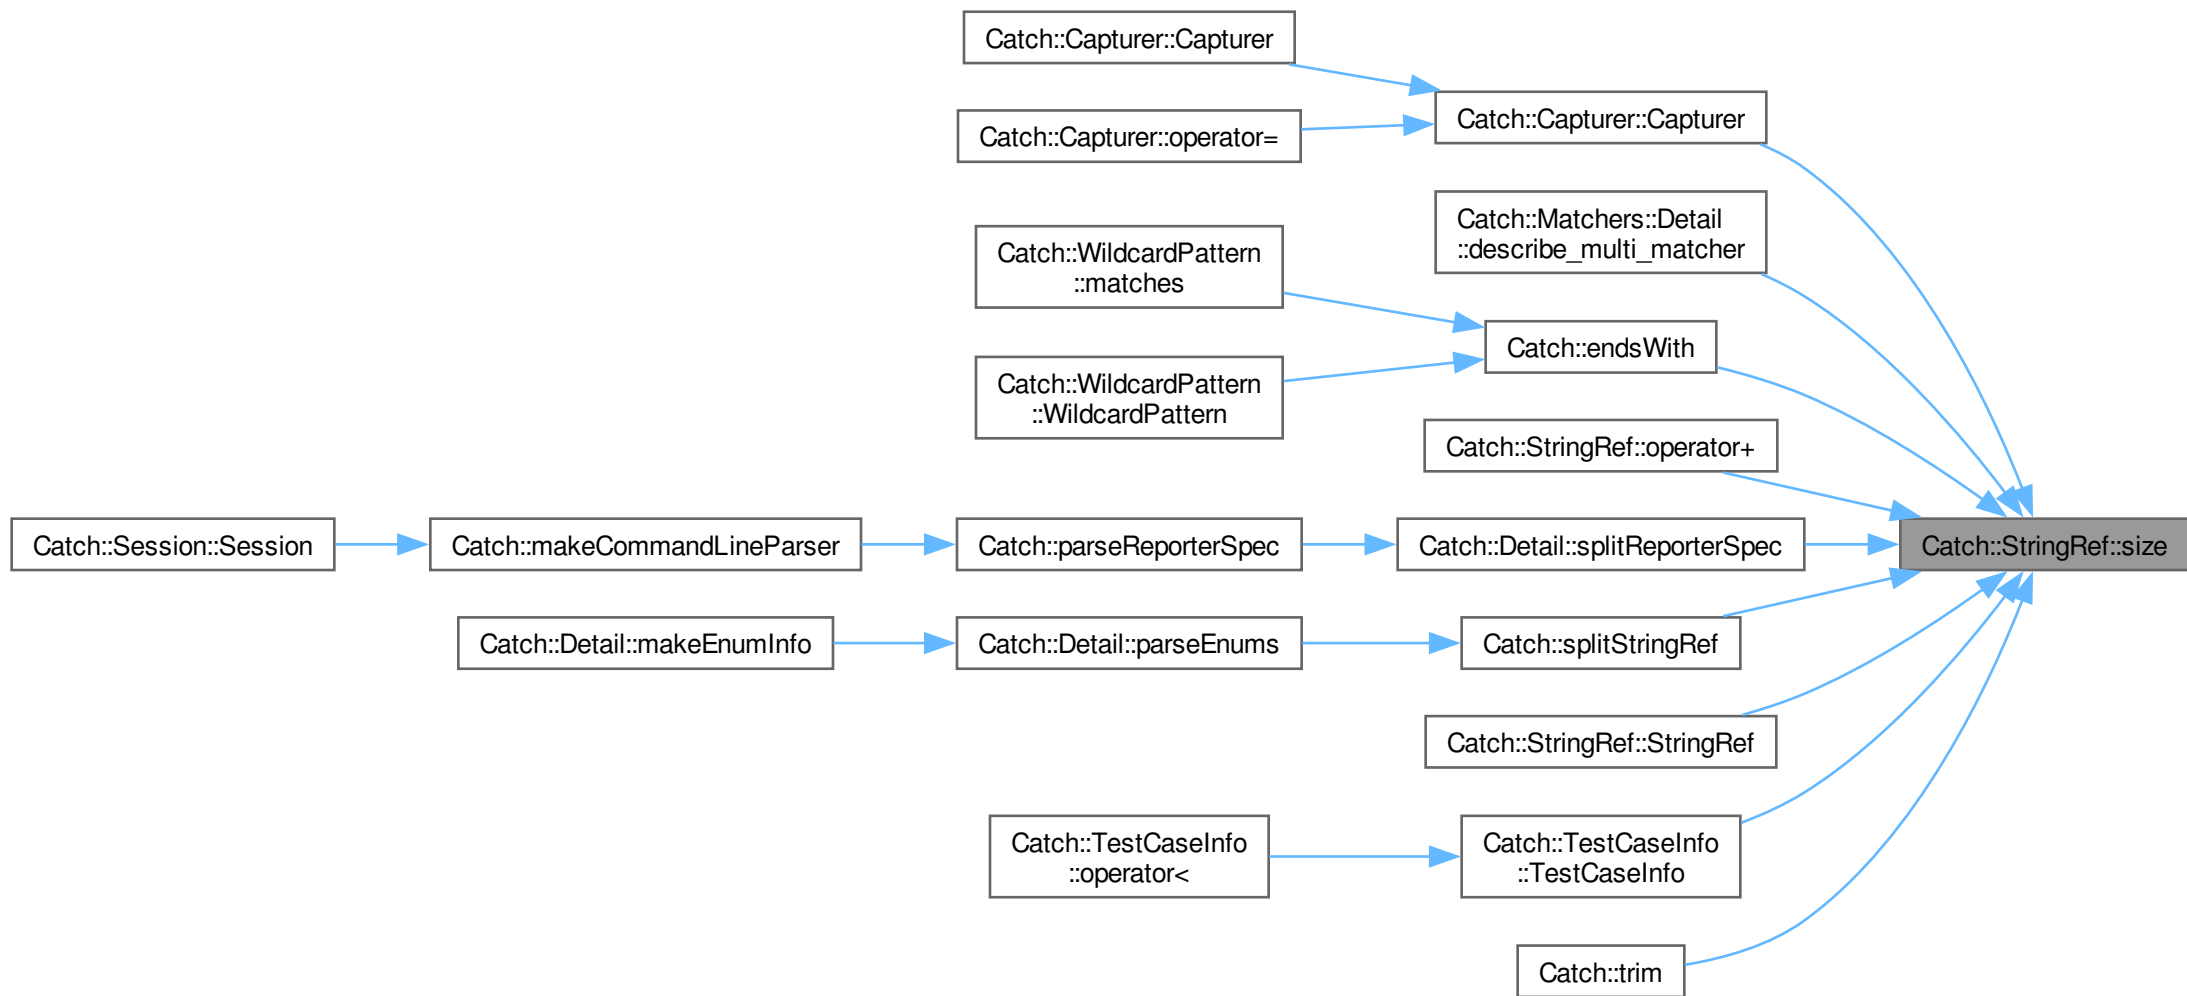 Catch::Capturer::Capturer
Catch::Capturer::Capturer
Catch::Capturer::operator=
Catch::Matchers::Detail
::describe_multi_matcher
Catch::WildcardPattern
::matches
Catch::endsWith
Catch::WildcardPattern
::WildcardPattern
Catch::StringRef::operator+
Catch::Session::Session
Catch::makeCommandLineParser
Catch::parseReporterSpec
Catch::Detail::splitReporterSpec
Catch::StringRef::size
Catch::Detail::makeEnumInfo
Catch::Detail::parseEnums
Catch::splitStringRef
Catch::StringRef::StringRef
Catch::TestCaseInfo
::operator<
Catch::TestCaseInfo
::TestCaseInfo
Catch::trim